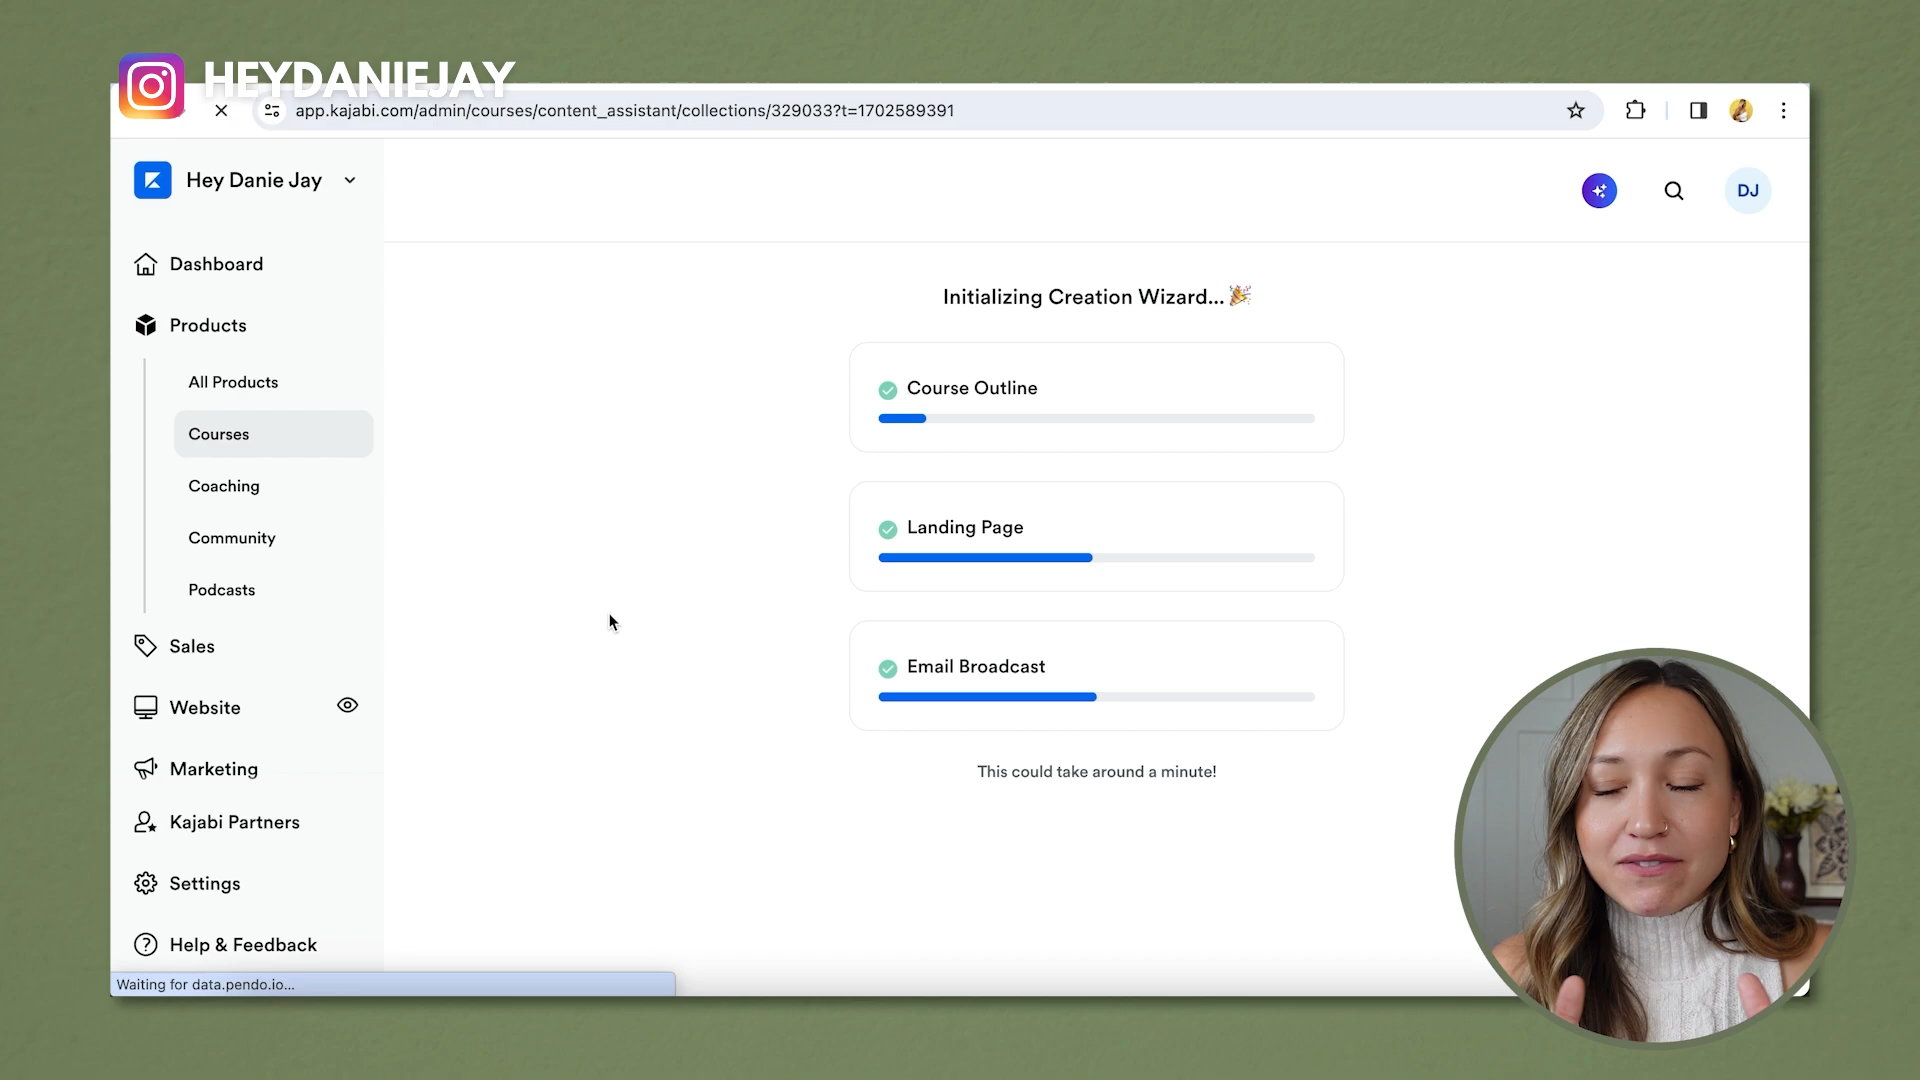 HEYDANIEJAY
app.kajabi.com/admin/courses/content_assistant/collections/329033?t=1702589391
Hey Danie Jay
DJ
Dashboard
Products
All Products
Courses
Coaching
Community
Podcasts
Sales
Website
Marketing
Kajabi Partners
Settings
Help & Feedback
Waiting for data.pendo.io...
Initializing Creation Wizard...
Course Outline
Landing Page
Email Broadcast
This could take around a minute!